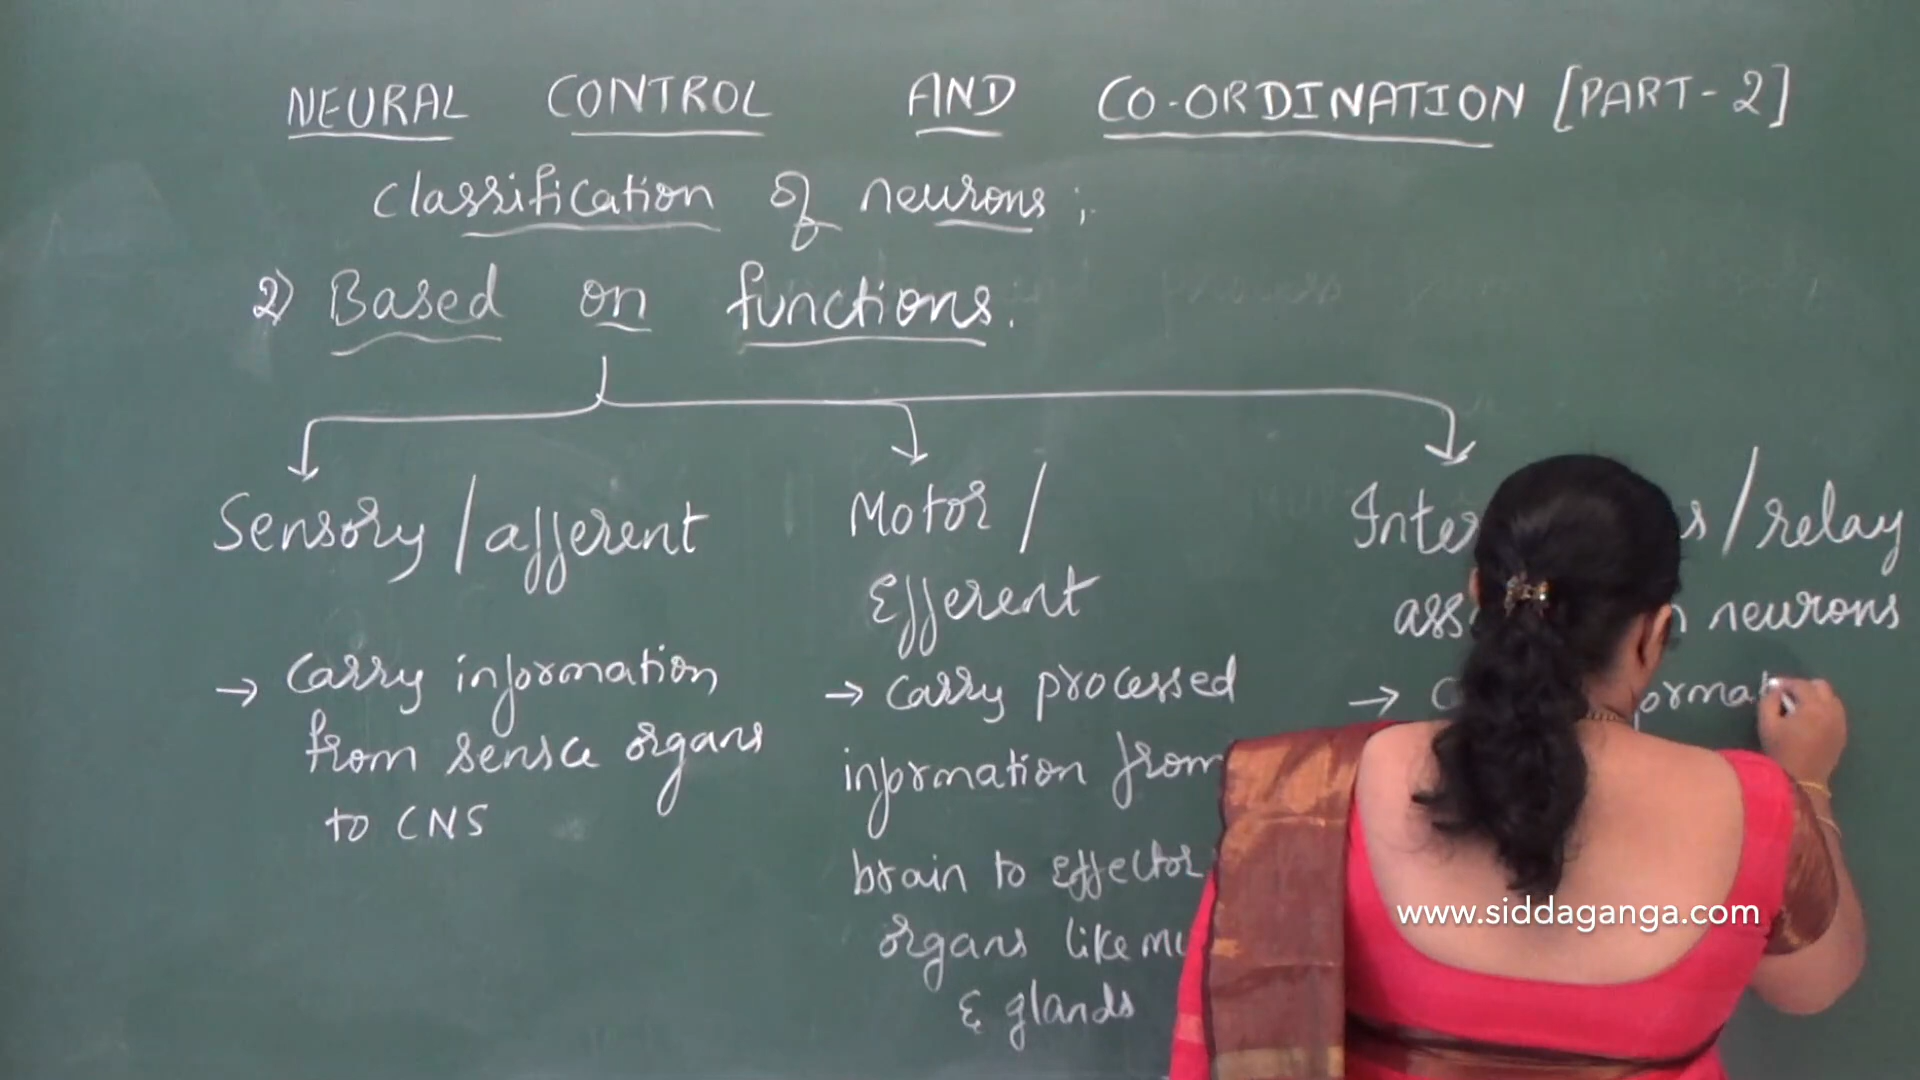 NEURAL CONTROL AND CO-ORDINATION [PART-2]
Classification of neurons :-
2) Based on functions.
Sensory / afferent
→ Carry information
from sense organs
to CNS
Motor /
Efferent
→ Carry processed
information from
brain to effector
organs like
& glands
/ relay
neurons
→
www.siddaganga.com